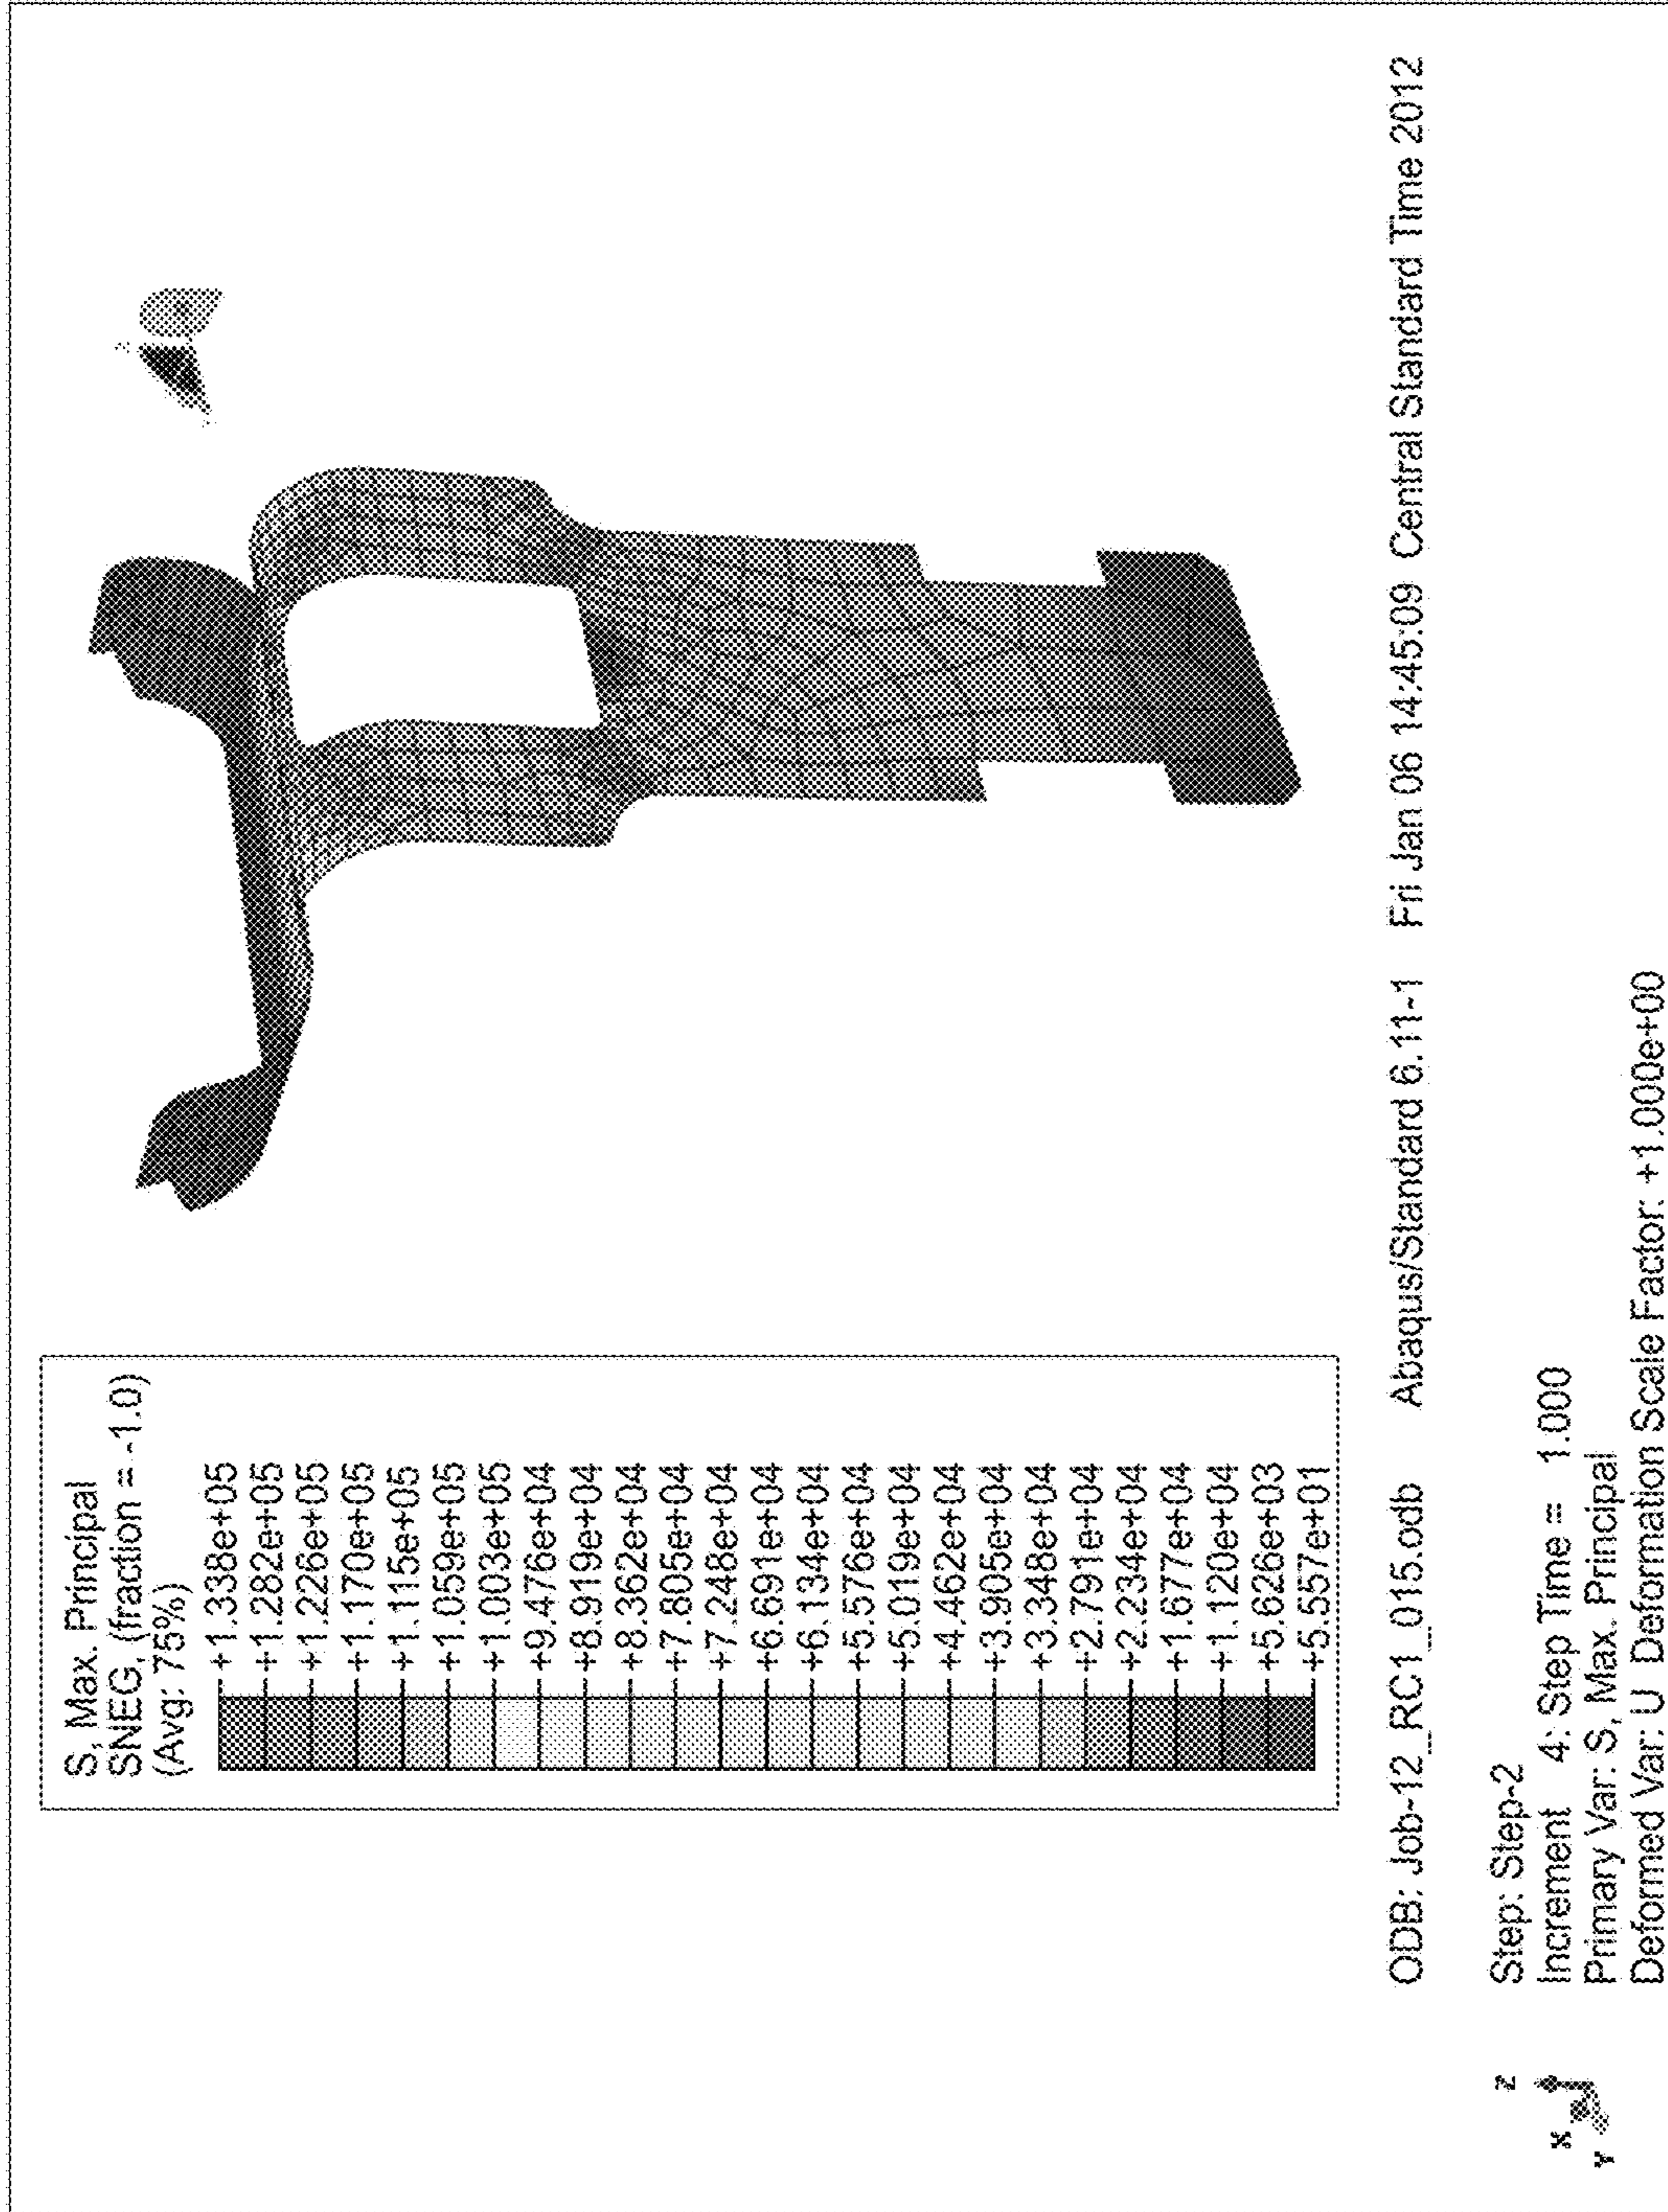 S, Max. Principal
SNEG, (fraction = -1.0)
(Avg: 75%)
+1.338e+05
+1.282e+05
+1.226e+05
+1.170e+05
+1.115e+05
+1.059e+05
+1.003e+05
+9.476e+04
+8.919e+04
+8.362e+04
+7.805e+04
+7.248e+04
+6.691e+04
+6.134e+04
+5.576e+04
+5.019e+04
+4.462e+04
+3.905e+04
+3.348e+04
+2.791e+04
+2.234e+04
+1.677e+04
+1.120e+04
+5.626e+03
+5.557e+01
ODB: Job-12_RC1_015.odb Abaqus/Standard 6.11-1 Fri Jan 06 14:45:09 Central Standard Time 2012
Z
X
Y
Step: Step-2
Increment 4: Step Time = 1.000
Primary Var: S, Max. Principal
Deformed Var: U Deformation Scale Factor: +1.000e+00